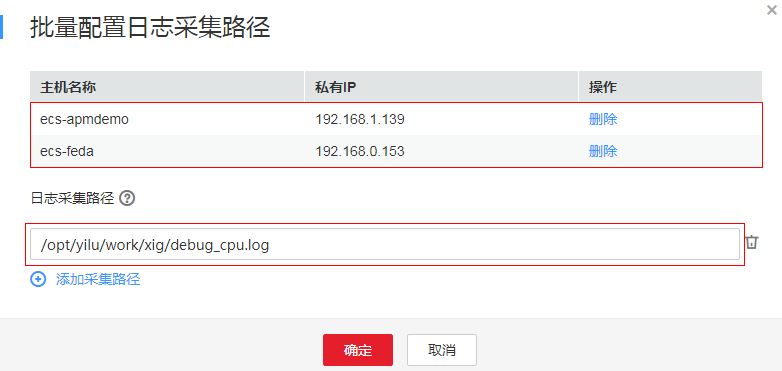 批量配置日志采集路径
主机名称 私有IP 操作
ecs-apmdemo 192.168.1.139 删除
ecs-feda 192.168.0.153 删除
日志采集路径
/opt/yilu/work/xig/debug_cpu.log
添加采集路径
确定 取消